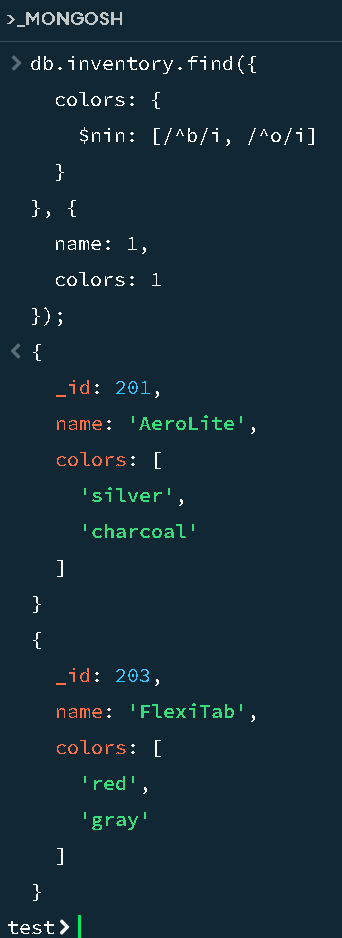 >_MONGOSH
> db.inventory.find({
colors: {
$nin: [/^b/i, /^o/i]
}
}, {
name: 1,
colors: 1
});
< {
_id: 201,
name: 'AeroLite',
colors: [
'silver',
'charcoal'
]
}
{
_id: 203,
name: 'FlexiTab',
colors: [
'red',
'gray'
]
}
test>